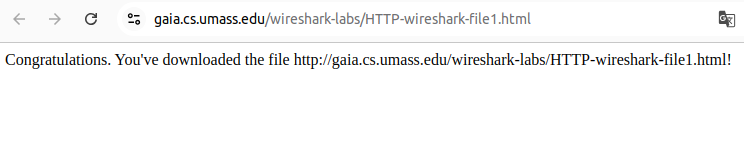 gaia.cs.umass.edu/wireshark-labs/HTTP-wireshark-file1.html
Congratulations. You've downloaded the file http://gaia.cs.umass.edu/wireshark-labs/HTTP-wireshark-file1.html!